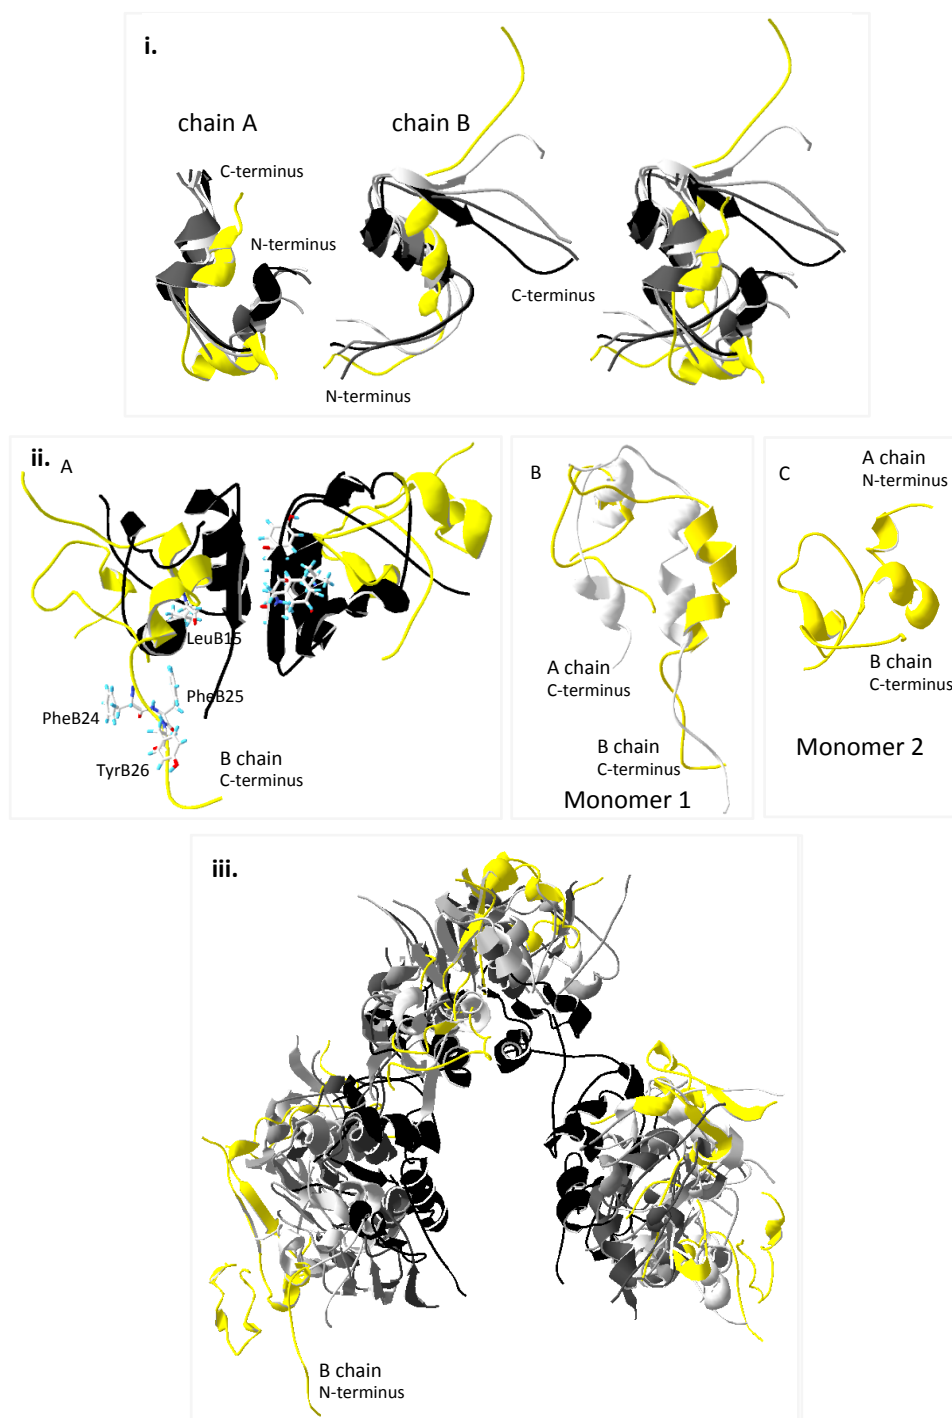 i.
chain A
chain B
C-terminus
N-terminus
C-terminus
N-terminus
ii.
A
LeuB15
PheB25
PheB24
TyrB26
B chain
C-terminus
B
A chain
C-terminus
B chain
C-terminus
Monomer 1
C
A chain
N-terminus
B chain
C-terminus
Monomer 2
iii.
B chain
N-terminus